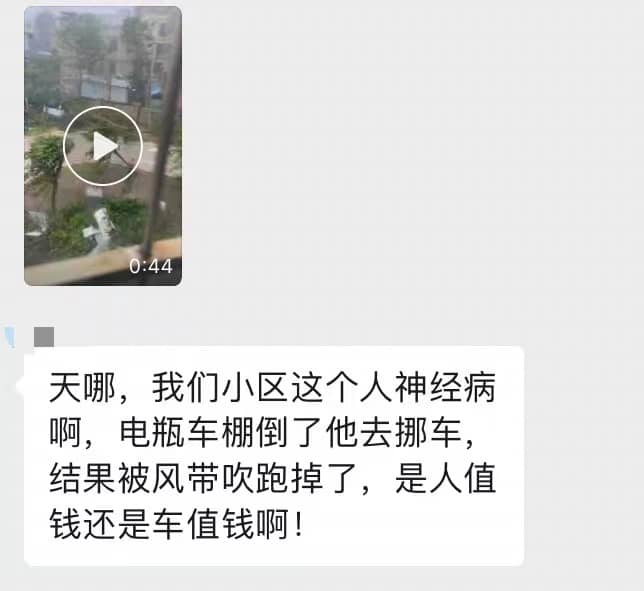 0:44
天哪，我们小区这个人神经病
啊，电瓶车棚倒了他去挪车，
结果被风带吹跑掉了，是人值
钱还是车值钱啊！